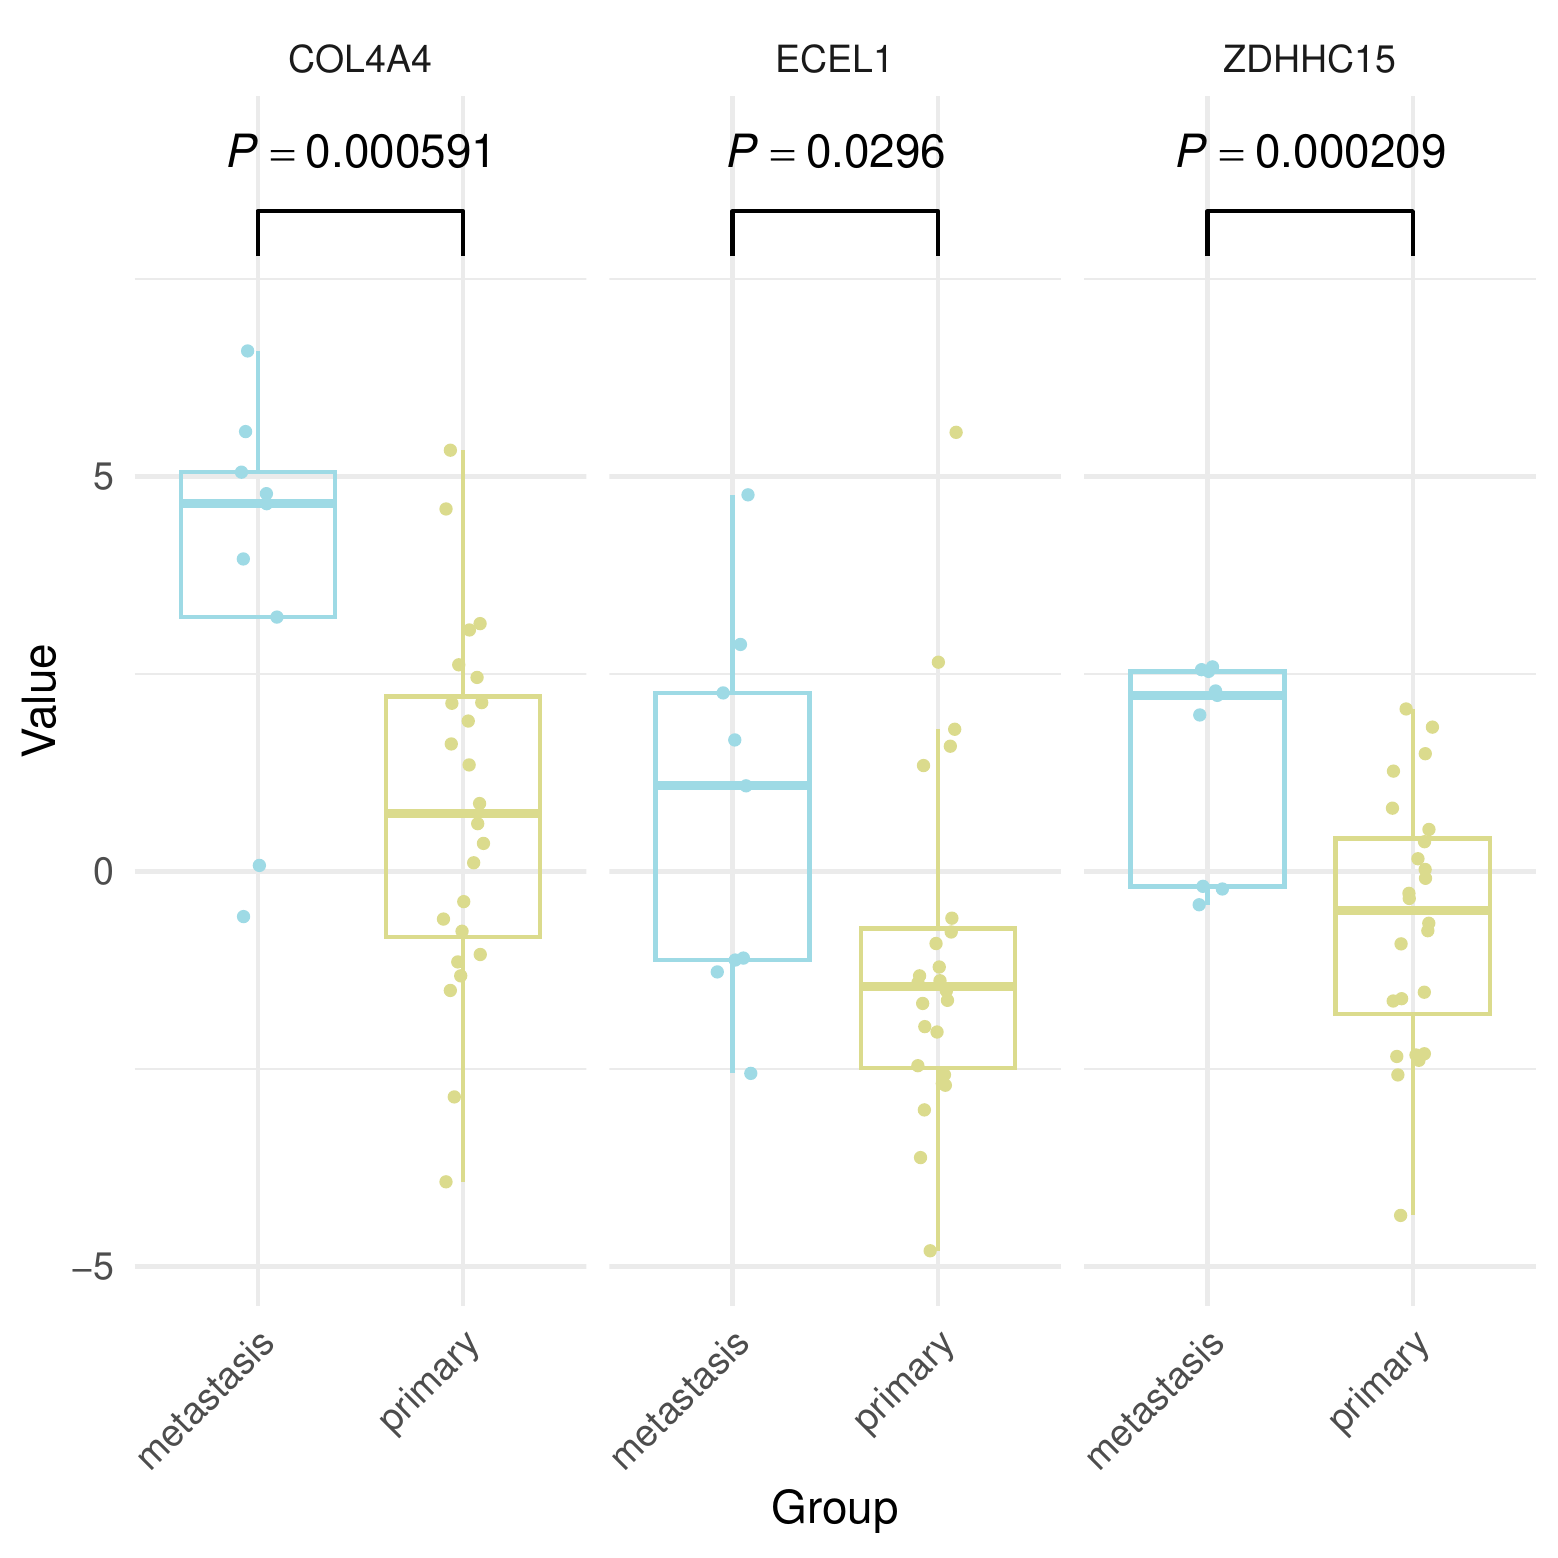 COL4A4 ECEL1 ZDHHC15
P = 0.000591 P = 0.0296 P = 0.000209
5
0
−5
Value
metastasis primary metastasis primary metastasis primary
Group